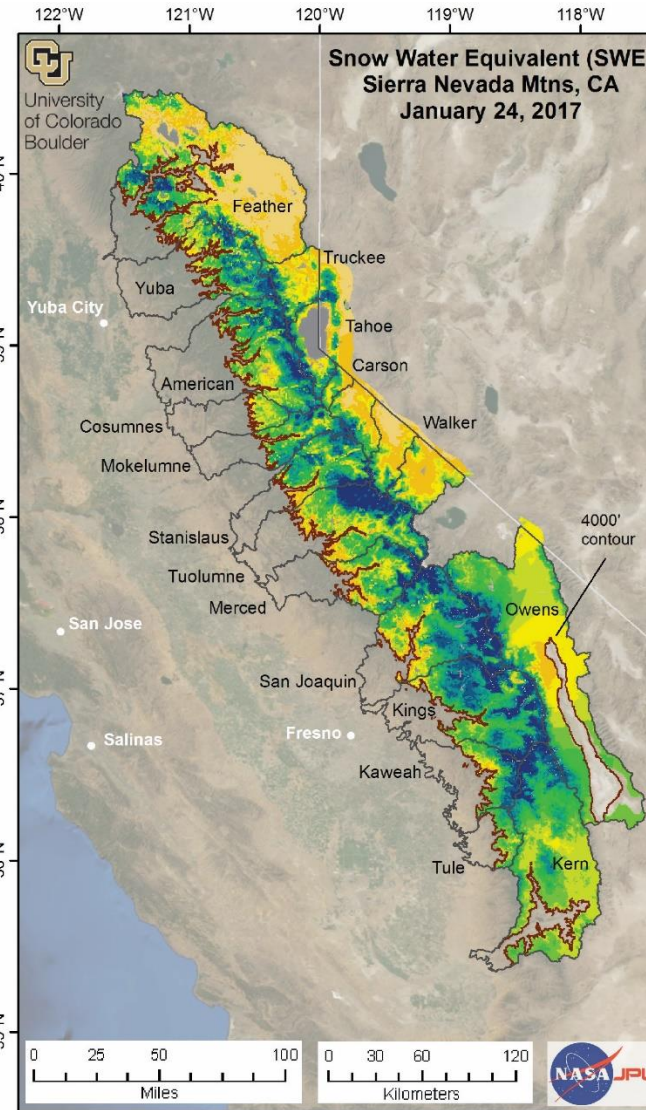 122°W 121°W 120°W 119°W 118°W
Snow Water Equivalent (SWE
Sierra Nevada Mtns, CA
January 24, 2017
CU
University
of Colorado
Boulder
Feather
Truckee
Yuba
Yuba City
Tahoe
Carson
American
Walker
Cosumnes
Mokelumne
4000'
contour
Stanislaus
Tuolumne
Merced
Owens
San Jose
San Joaquin
Kings
Salinas
Fresno
Kaweah
Tule
Kern
0 25 50 100
Miles
0 30 60 120
Kilometers
NASA